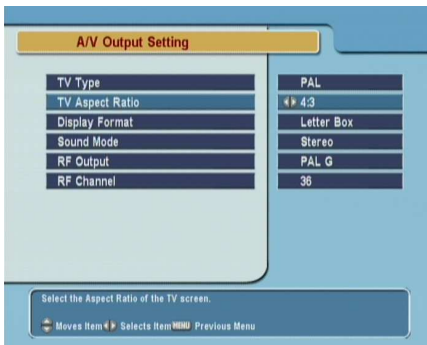 A/V Output Setting
TV Type PAL
TV Aspect Ratio 4:3
Display Format Letter Box
Sound Mode Stereo
RF Output PAL G
RF Channel 36
Select the Aspect Ratio of the TV screen.
Moves Item Selects Item MENU Previous Menu